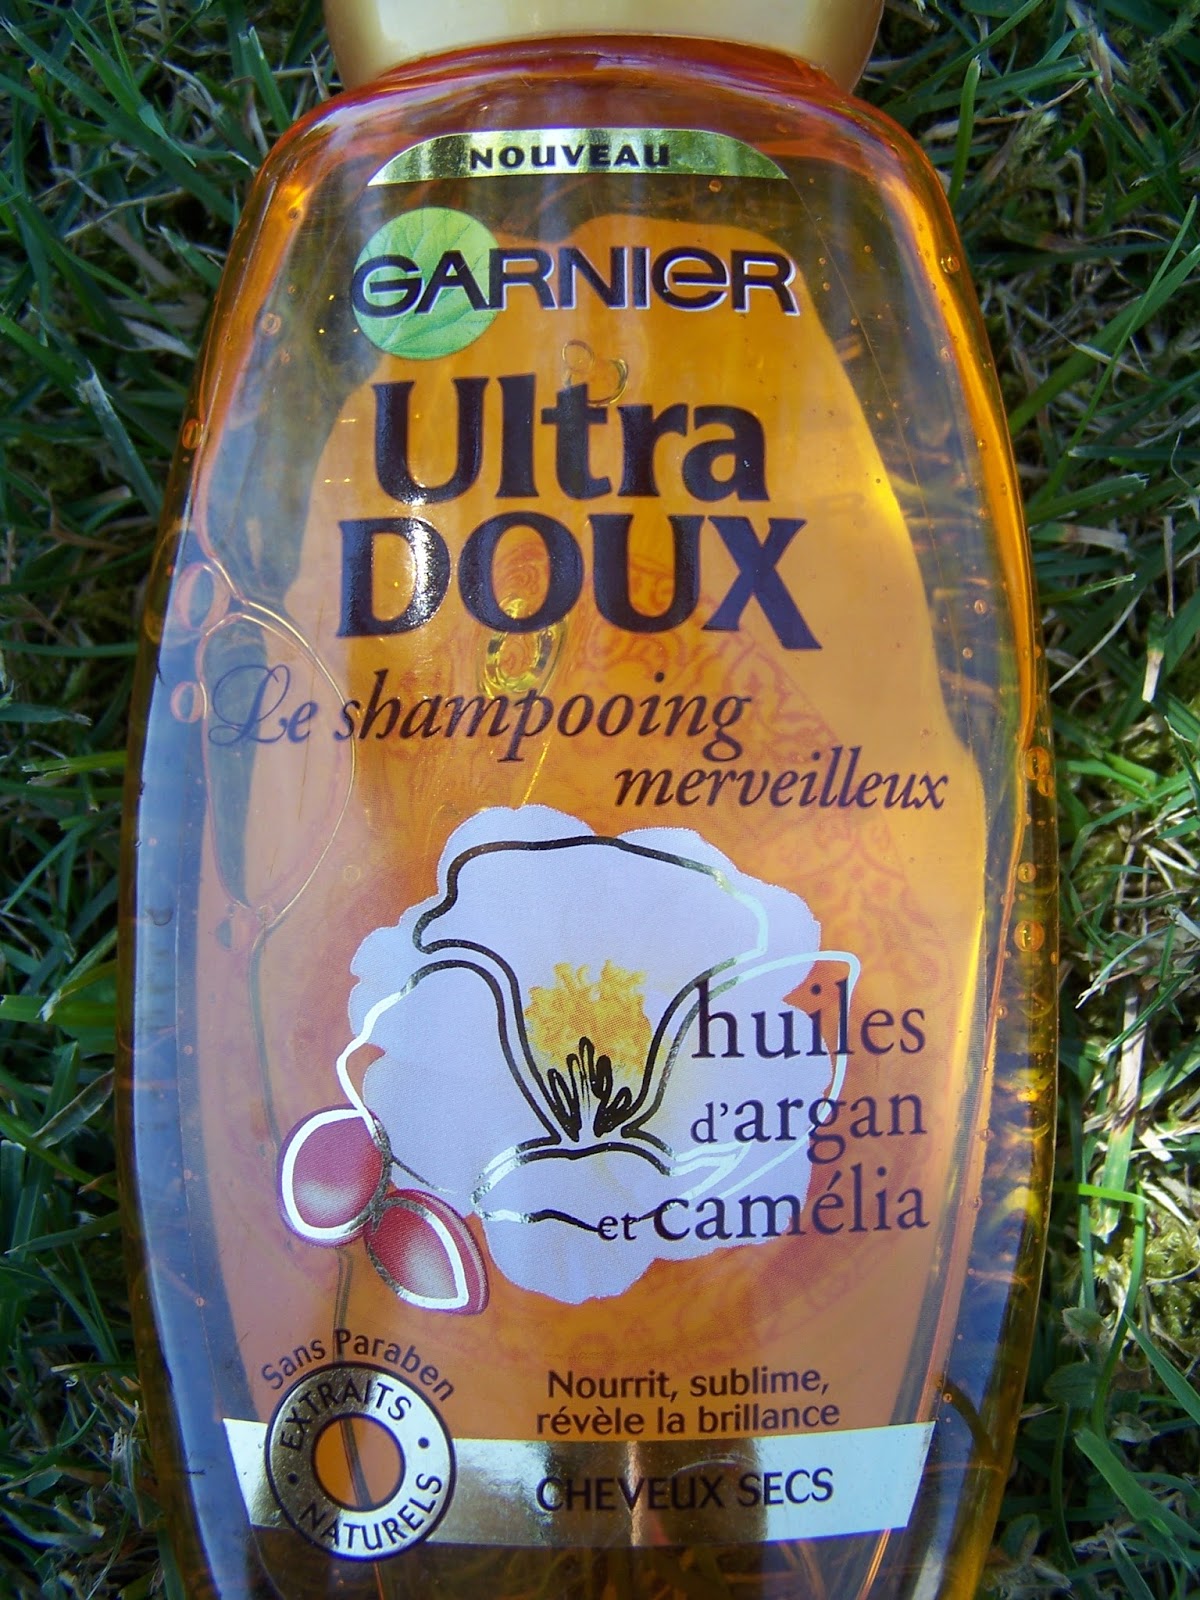 NOUVEAU
GARNIER
Ultra
DOUX
Le shampooing
merveilleux
huiles
d'argan
et camélia
Sans Paraben
EXTRAITS
NATURELS
Nourrit, sublime,
révèle la brillance
CHEVEUX SECS